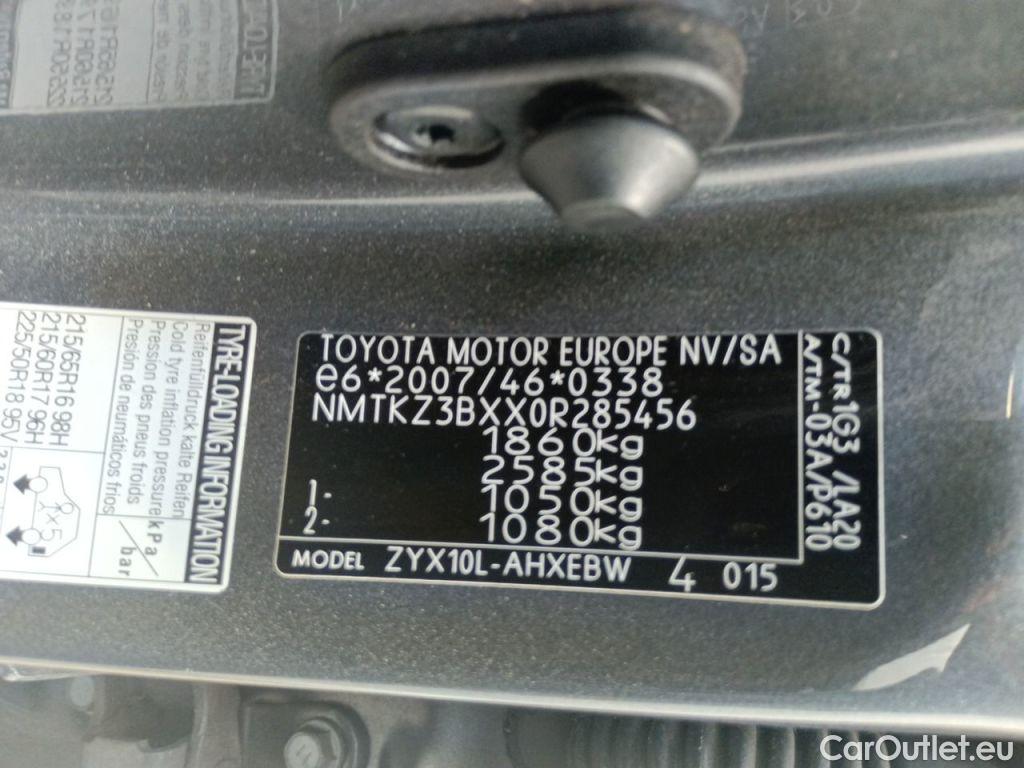 TYRE-LOADING INFORMATION
Reifenfülldruck kalte Reifen
Cold tyre inflation pressure
Pression des pneus froids
Presión de neumáticos fríos
kPa/bar
215/65R16 98H
215/60R17 96H
225/50R18 95V
x-x=5
TOYOTA MOTOR EUROPE NV/SA
e6*2007/46*0338
NMTKZ3BXX0R285456
1860kg
2585kg
1- 1050kg
2- 1080kg
MODEL ZYX10L-AHXEBW 4 015
C/TR 1G3 /LA20
A/TM-03A/P610
CarOutlet.eu